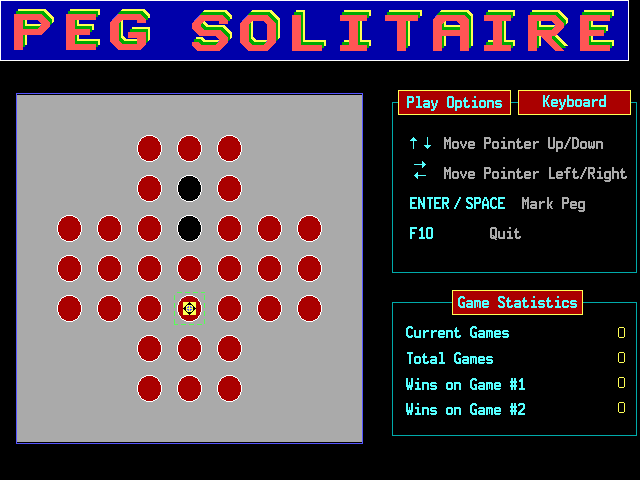 PEG SOLITAIRE
Play Options Keyboard
↑ ↓ Move Pointer Up/Down
→ ← Move Pointer Left/Right
ENTER / SPACE Mark Peg
F10 Quit
Game Statistics
Current Games 0
Total Games 0
Wins on Game #1 0
Wins on Game #2 0